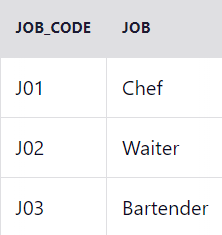 JOB_CODE JOB
J01 Chef
J02 Waiter
J03 Bartender